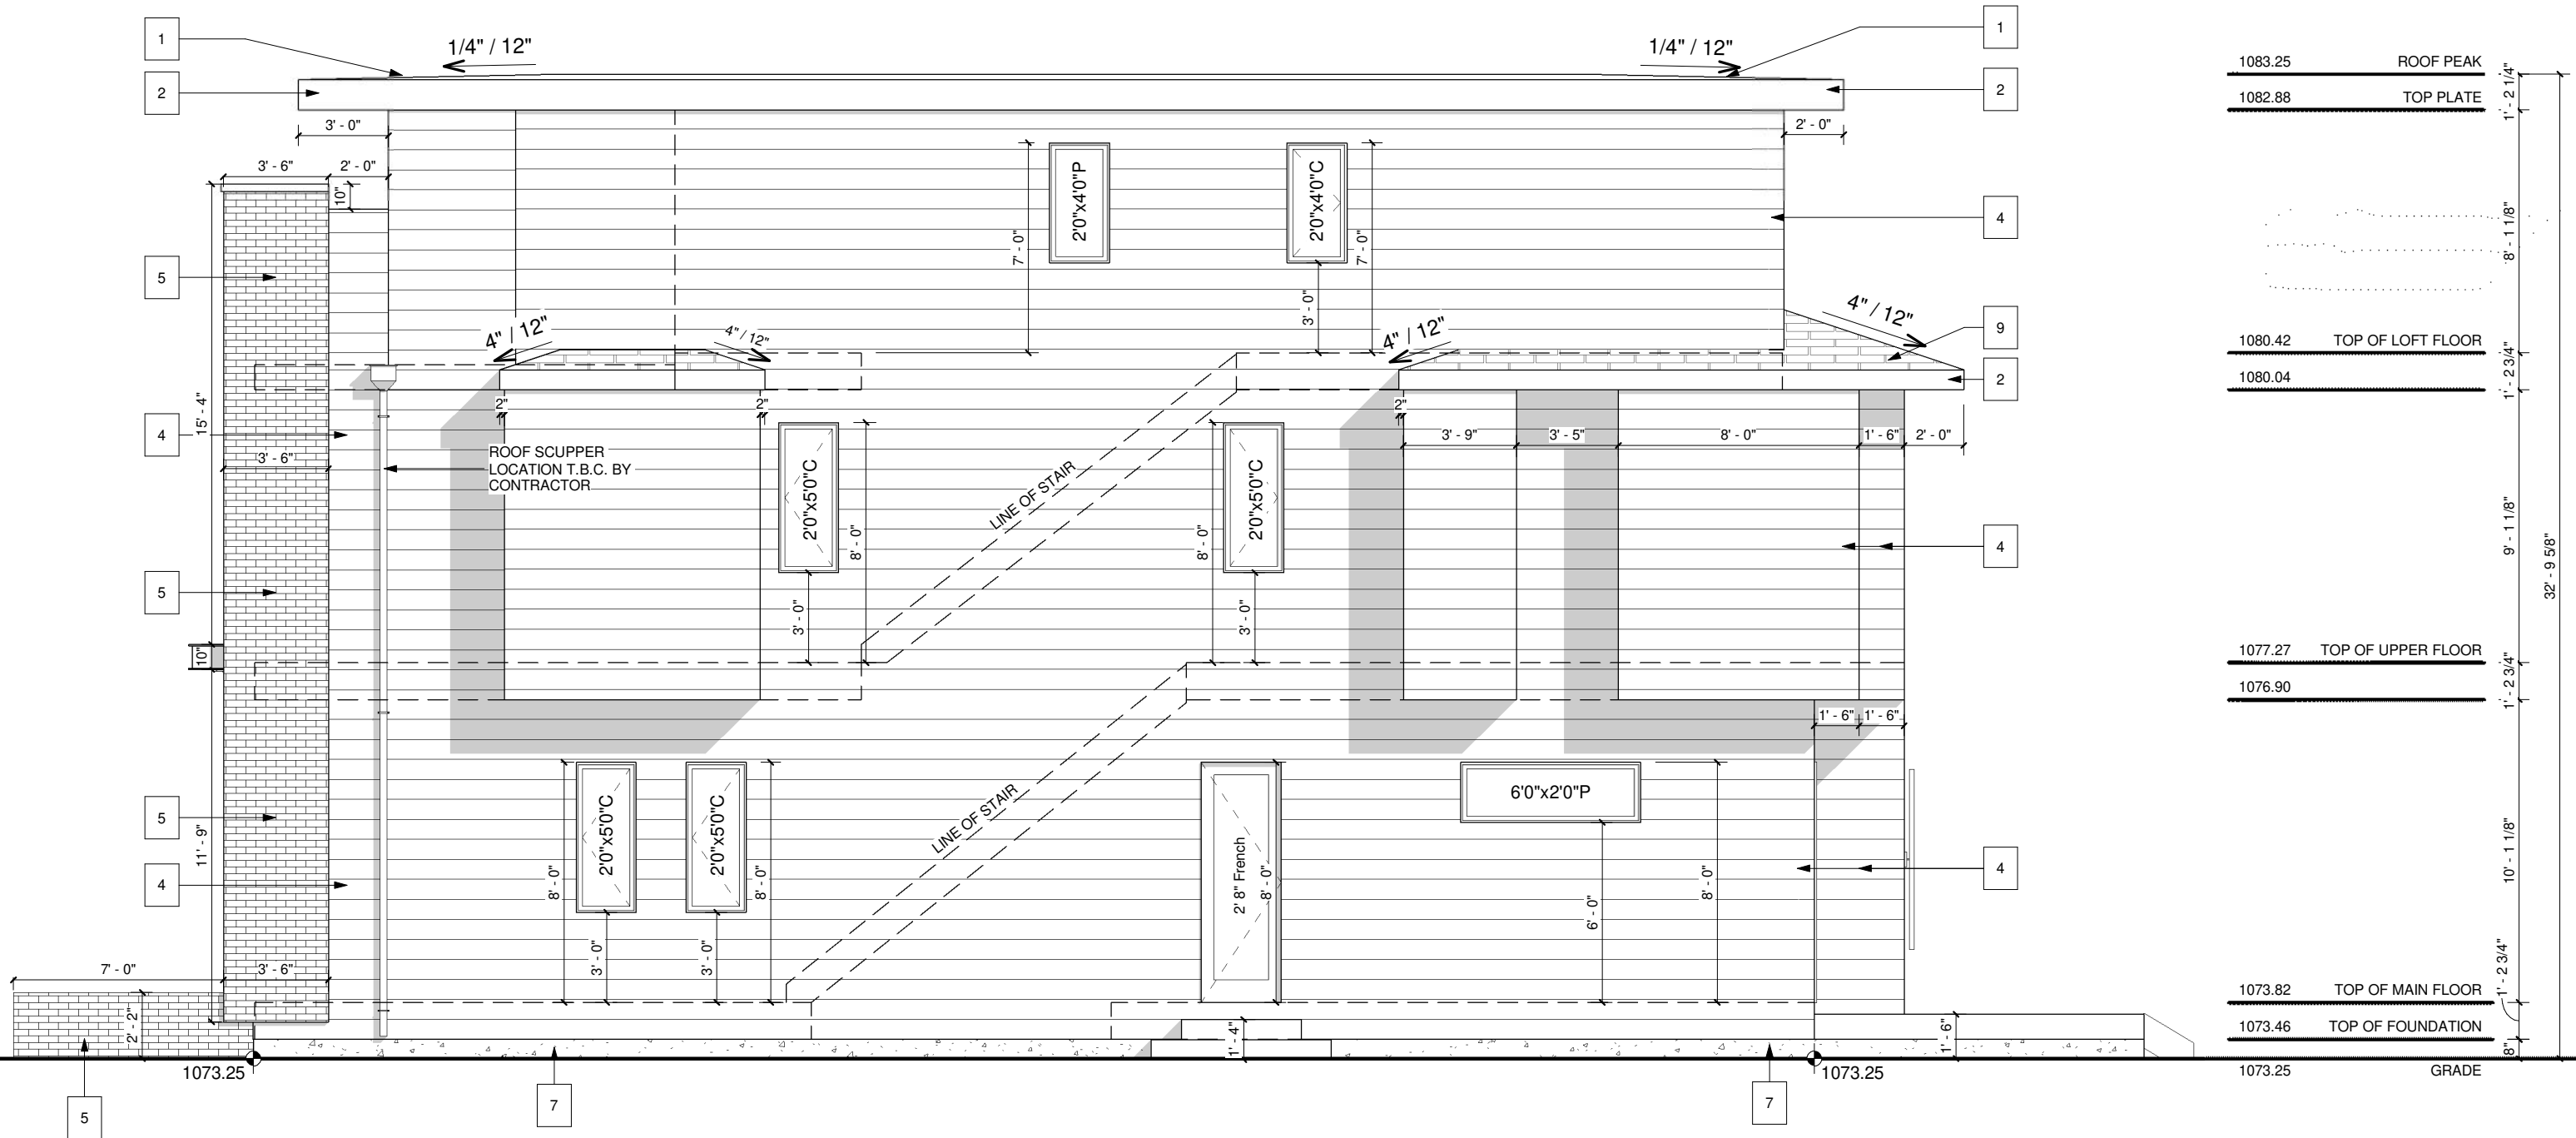 1
1/4" / 12"
1/4" / 12"
1
2
2
3' - 0"
2' - 0"
3' - 6"
2' - 0"
10"
2'0"x4'0"P
2'0"x4'0"C
7' - 0"
7' - 0"
3' - 0"
4
5
4" / 12"
4" / 12"
4" / 12"
4" / 12"
9
2
15' - 4"
2"
2"
2"
3' - 9"
3' - 5"
8' - 0"
1' - 6"
2' - 0"
4
3' - 6"
ROOF SCUPPER
LOCATION T.B.C. BY
CONTRACTOR
2'0"x5'0"C
8' - 0"
3' - 0"
LINE OF STAIR
8' - 0"
2'0"x5'0"C
3' - 0"
4
5
10"
1' - 6"
1' - 6"
5
11' - 9"
4
8' - 0"
2'0"x5'0"C
3' - 0"
2'0"x5'0"C
3' - 0"
8' - 0"
LINE OF STAIR
2' 8" French
8' - 0"
6'0"x2'0"P
6' - 0"
8' - 0"
4
7' - 0"
3' - 6"
2' - 2"
1' - 4"
1' - 6"
1073.25
1073.25
5
7
7
1083.25 ROOF PEAK
1' - 2 1/4"
1082.88 TOP PLATE
8' - 1 1/8"
1080.42 TOP OF LOFT FLOOR
1' - 2 3/4"
1080.04
9' - 1 1/8"
32' - 9 5/8"
1077.27 TOP OF UPPER FLOOR
1' - 2 3/4"
1076.90
10' - 1 1/8"
1073.82 TOP OF MAIN FLOOR
1' - 2 3/4"
1073.46 TOP OF FOUNDATION
8"
1073.25 GRADE